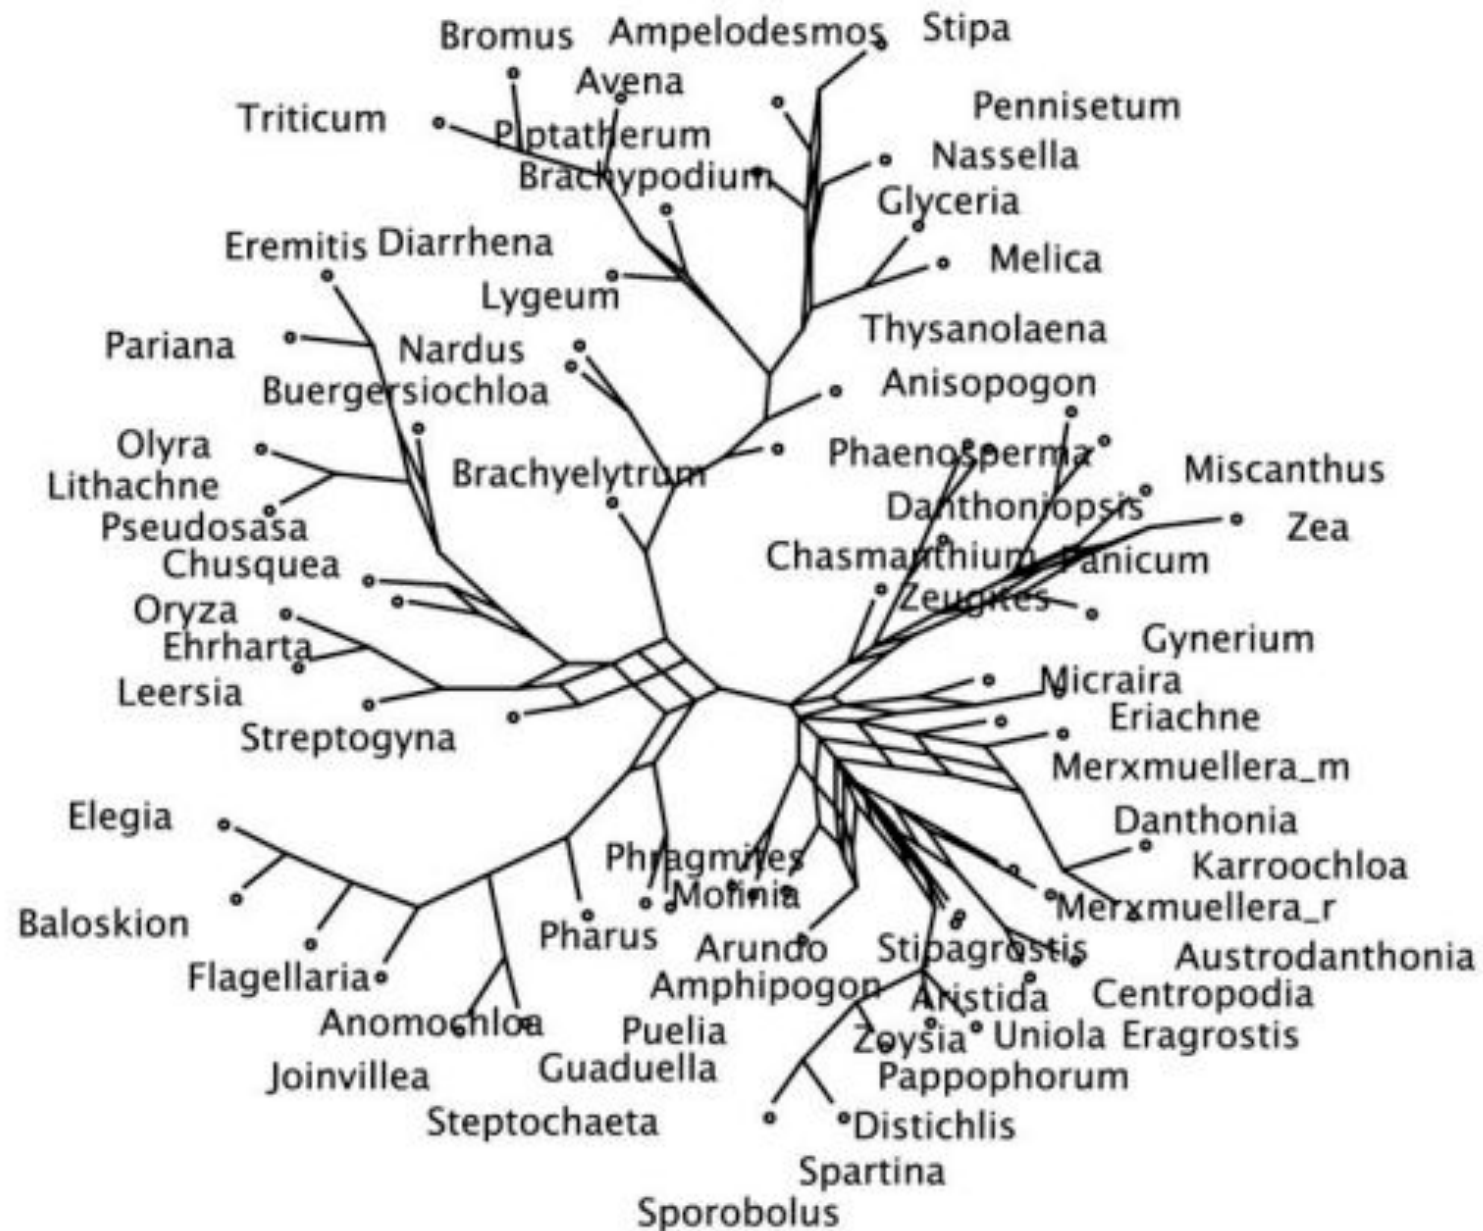 Bromus Ampelodesmos Stipa
Avena
Pennisetum
Triticum
Piptatherum
Nassella
Brachypodium
Glyceria
Eremitis Diarrhena
Melica
Lygeum
Thysanolaena
Pariana
Nardus
Buergersiochloa
Anisopogon
Olyra
Phaenosperma
Miscanthus
Brachyelytrum
Lithachne
Danthoniopsis
Zea
Pseudosasa
Chasmanthium
Panicum
Chusquea
Zeugites
Oryza
Gynerium
Ehrharta
Micraira
Leersia
Eriachne
Streptogyna
Merxmuellera_m
Elegia
Danthonia
Phragmites
Karroochloa
Molinia
Merxmuellera_r
Baloskion
Pharus
Arundo
Stipagrostis
Austrodanthonia
Flagellaria
Amphipogon
Aristida
Centropodia
Anomochloa
Puelia
Zoysia
Uniola
Eragrostis
Joinvillea
Guaduella
Pappophorum
Steptochaeta
Distichlis
Spartina
Sporobolus